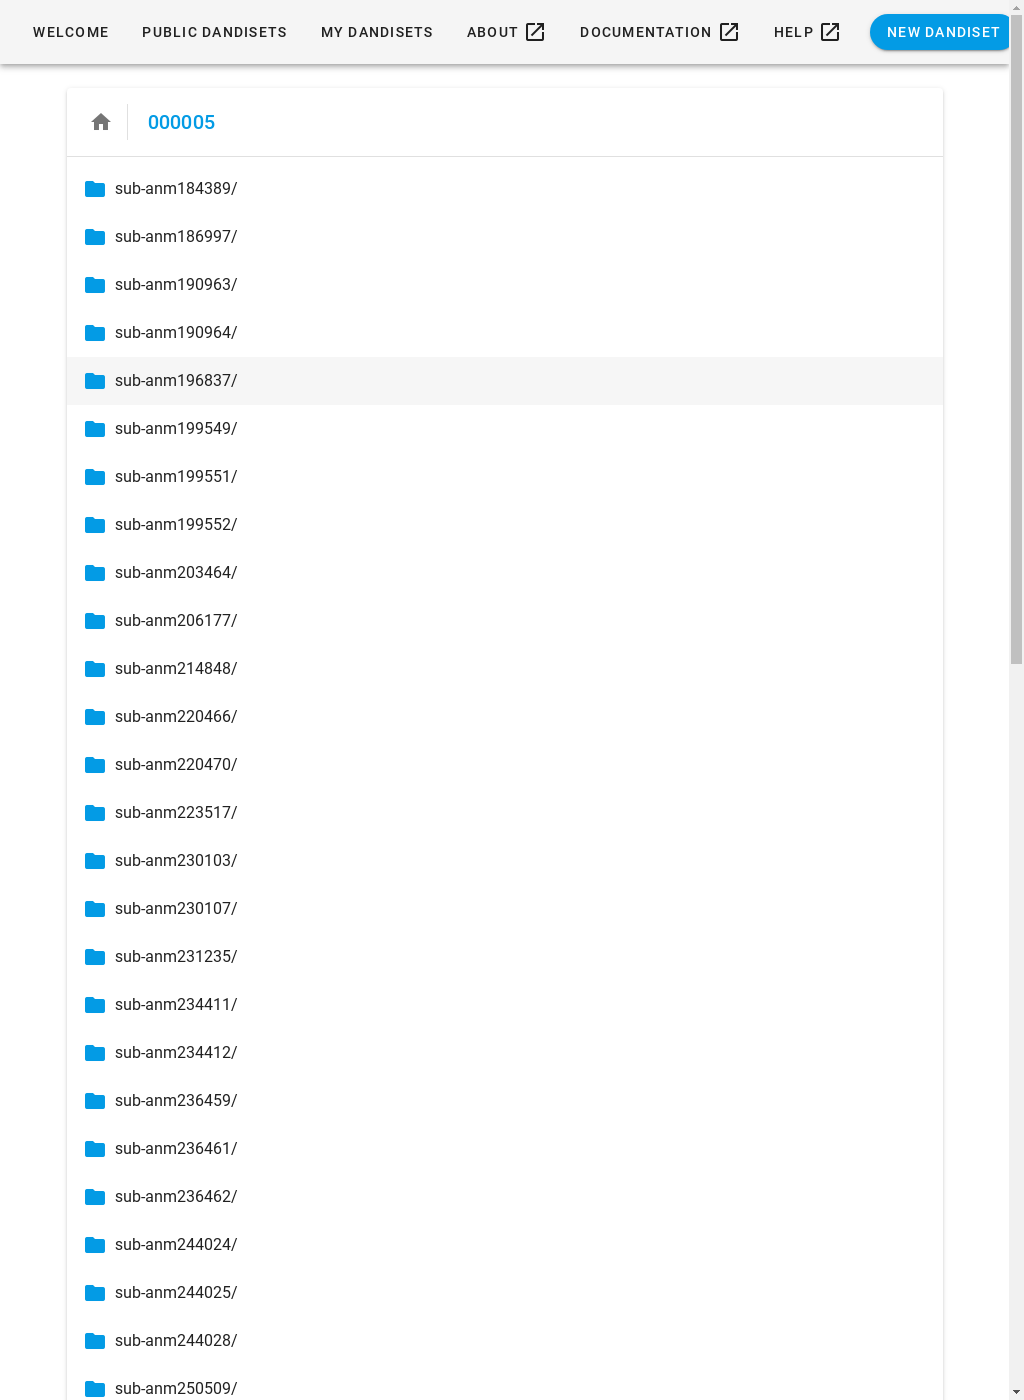 WELCOME PUBLIC DANDISETS MY DANDISETS ABOUT DOCUMENTATION HELP NEW DANDISET
000005
sub-anm184389/
sub-anm186997/
sub-anm190963/
sub-anm190964/
sub-anm196837/
sub-anm199549/
sub-anm199551/
sub-anm199552/
sub-anm203464/
sub-anm206177/
sub-anm214848/
sub-anm220466/
sub-anm220470/
sub-anm223517/
sub-anm230103/
sub-anm230107/
sub-anm231235/
sub-anm234411/
sub-anm234412/
sub-anm236459/
sub-anm236461/
sub-anm236462/
sub-anm244024/
sub-anm244025/
sub-anm244028/
sub-anm250509/